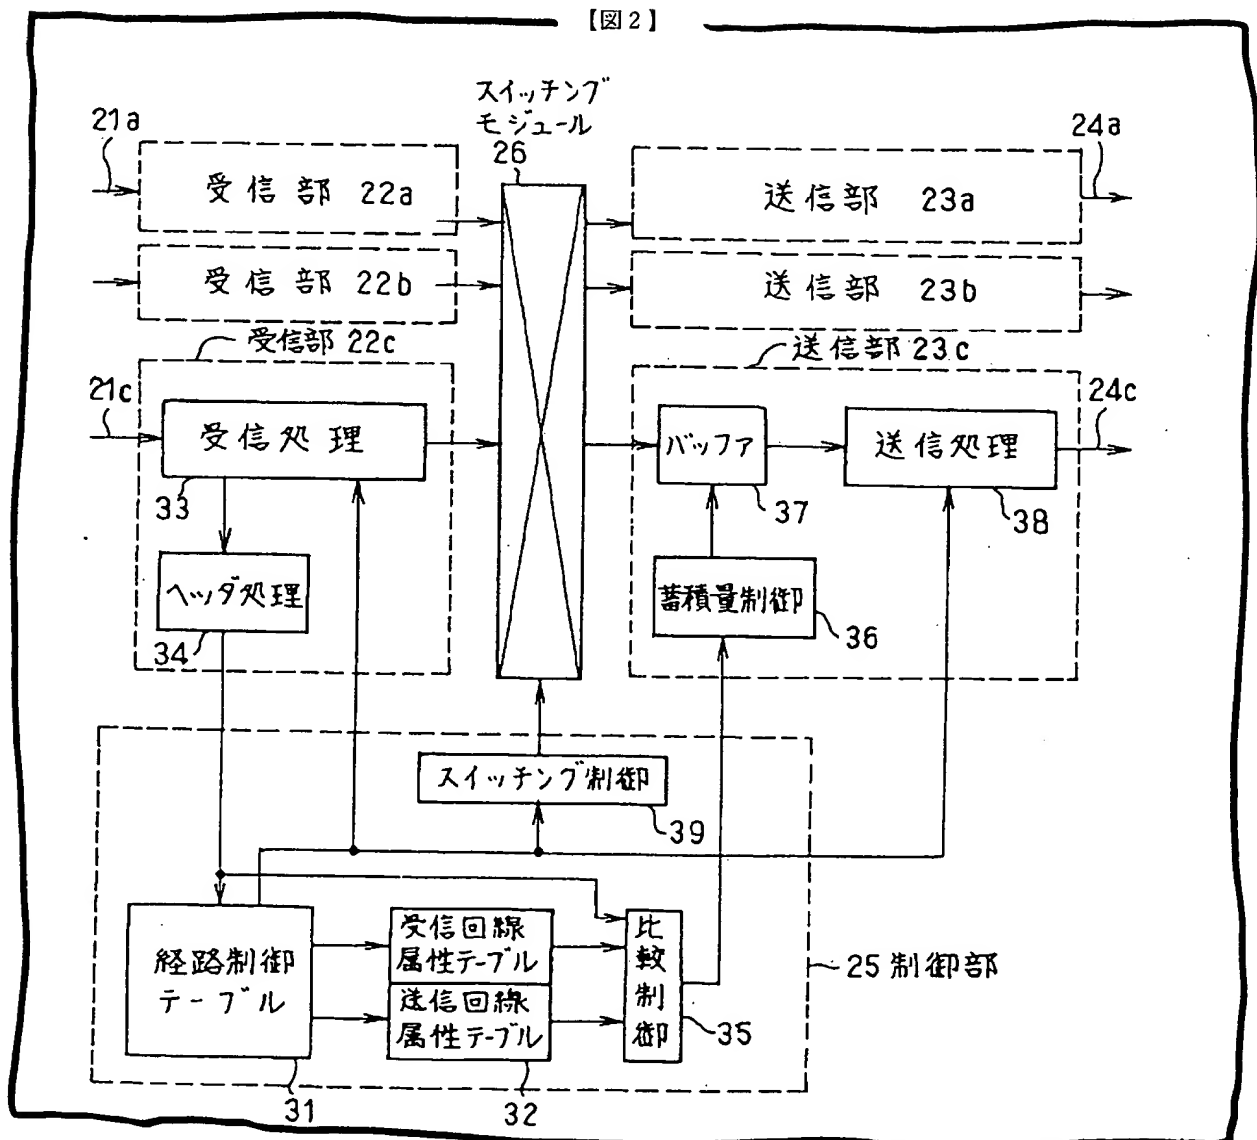 【図2】
スイッチング
モジュール
26
21a
受信部 22a
送信部 23a
24a
受信部 22b
送信部 23b
受信部 22c
送信部 23c
21c
受信処理
33
ヘッダ処理
34
バッファ
37
送信処理
38
24c
蓄積量制御
36
スイッチング制御
39
経路制御
テーブル
31
受信回線
属性テーブル
送信回線
属性テーブル
32
比較制御
35
25 制御部